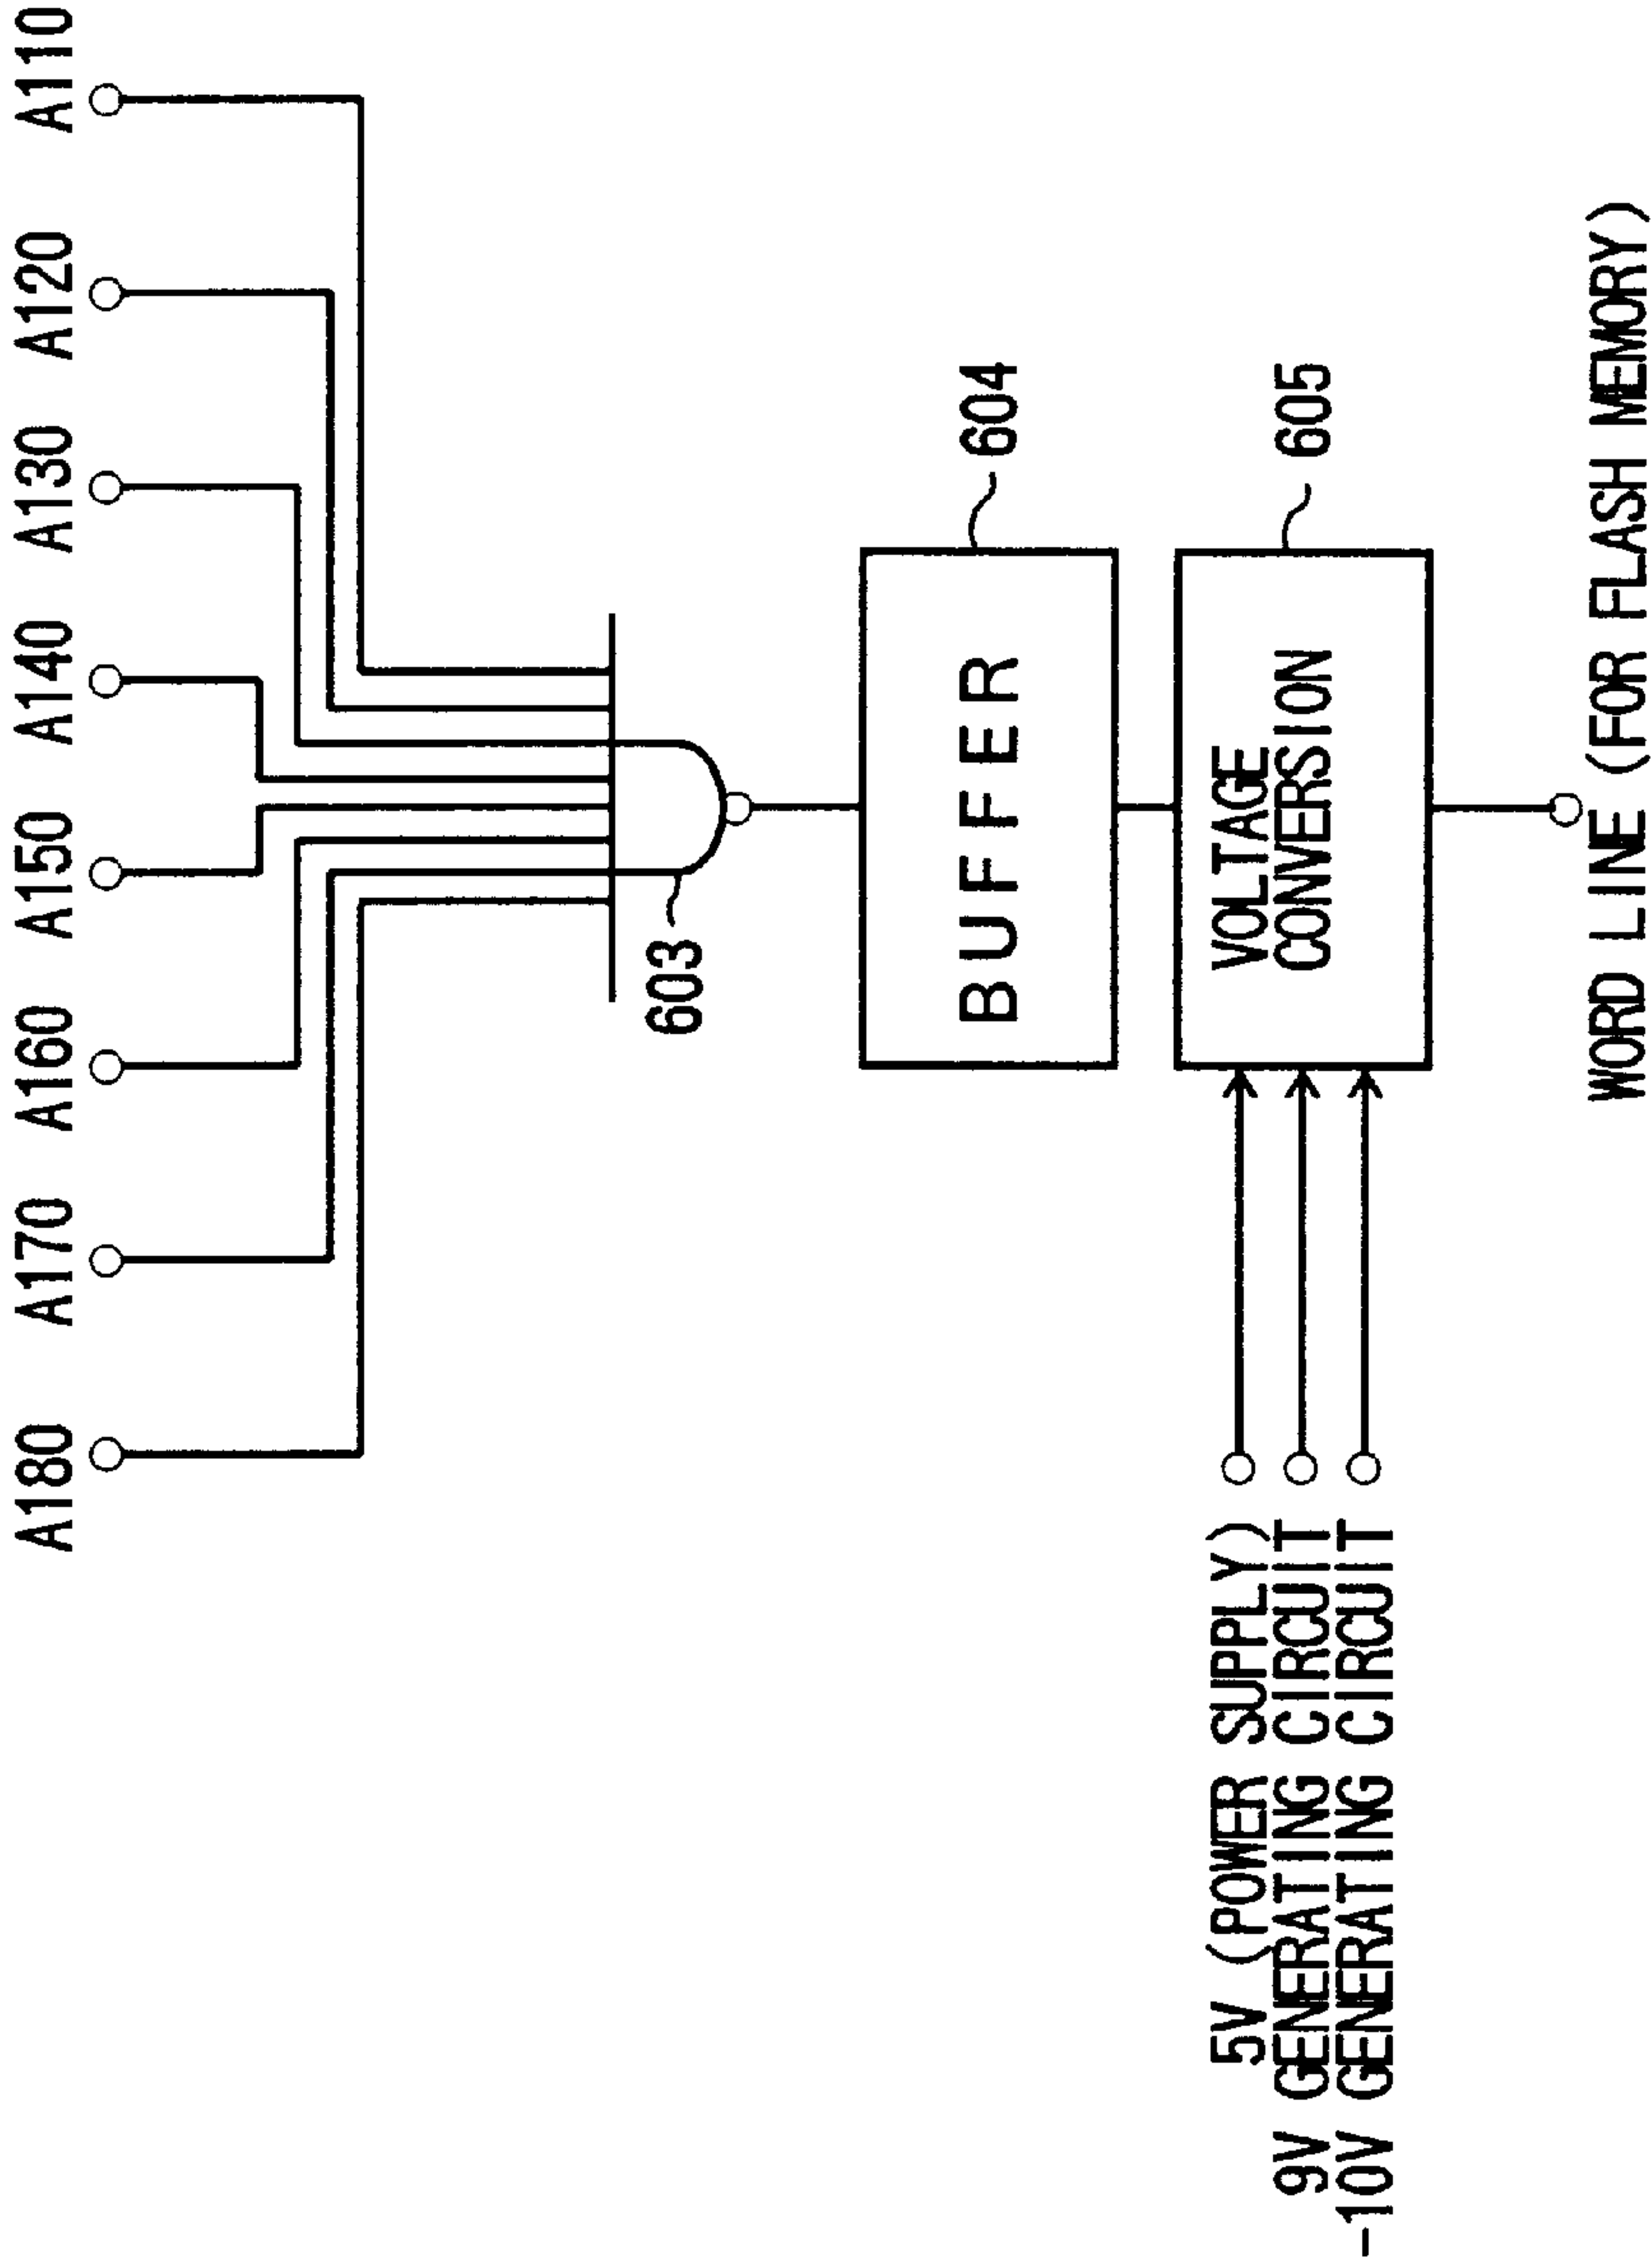 A110
A120
A130
A140
A150
A160
A170
A180
603
BUFFER
604
VOLTAGE
CONVERSION
605
5V (POWER SUPPLY)
9V GENERATING CIRCUIT
-10V GENERATING CIRCUIT
WORD LINE (FOR FLASH MEMORY)